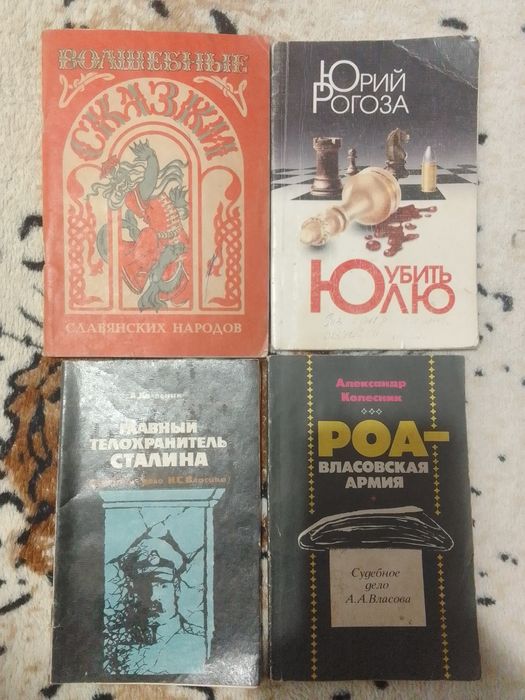 ВОЛШЕБНЫЕ
СКАЗКИ
СЛАВЯНСКИХ НАРОДОВ
ЮРИЙ
РОГОЗА
УБИТЬ
ЮЛЮ
ГЛАВНЫЙ
ТЕЛОХРАНИТЕЛЬ
СТАЛИНА
Н.С. Власика
Александр
Колесник
РОА-
ВЛАСОВСКАЯ
АРМИЯ
Судебное
дело
А.А.Власова